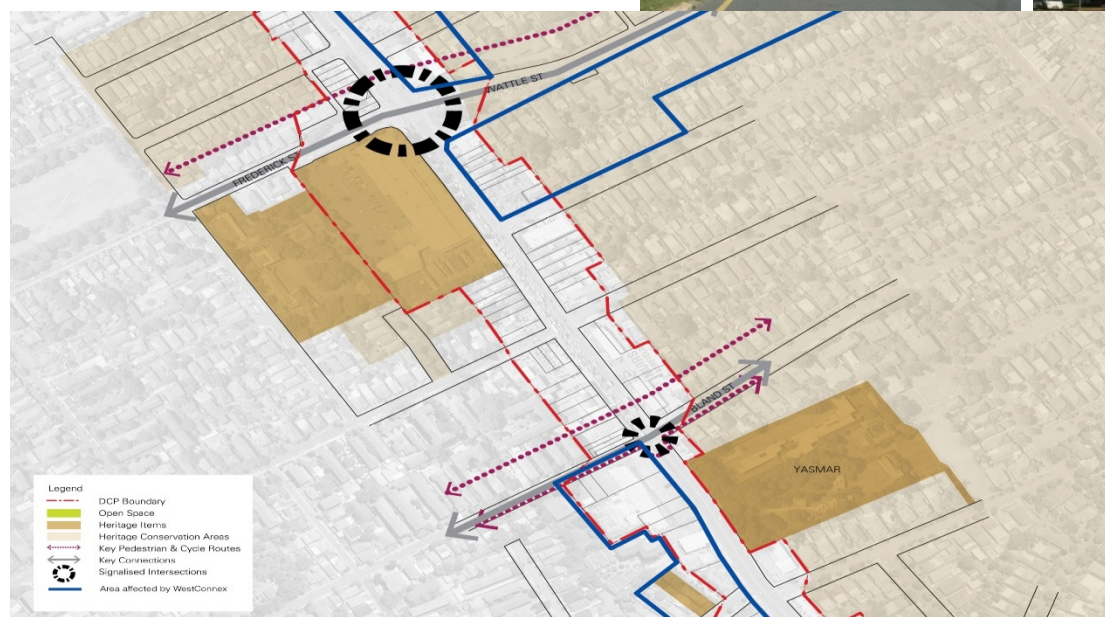 WATTLE ST
FREDERICK ST
BLAND ST
YASMAR
Legend
DCP Boundary
Open Space
Heritage Items
Heritage Conservation Areas
Key Pedestrian & Cycle Routes
Key Connections
Signalised Intersections
Area affected by WestConnex